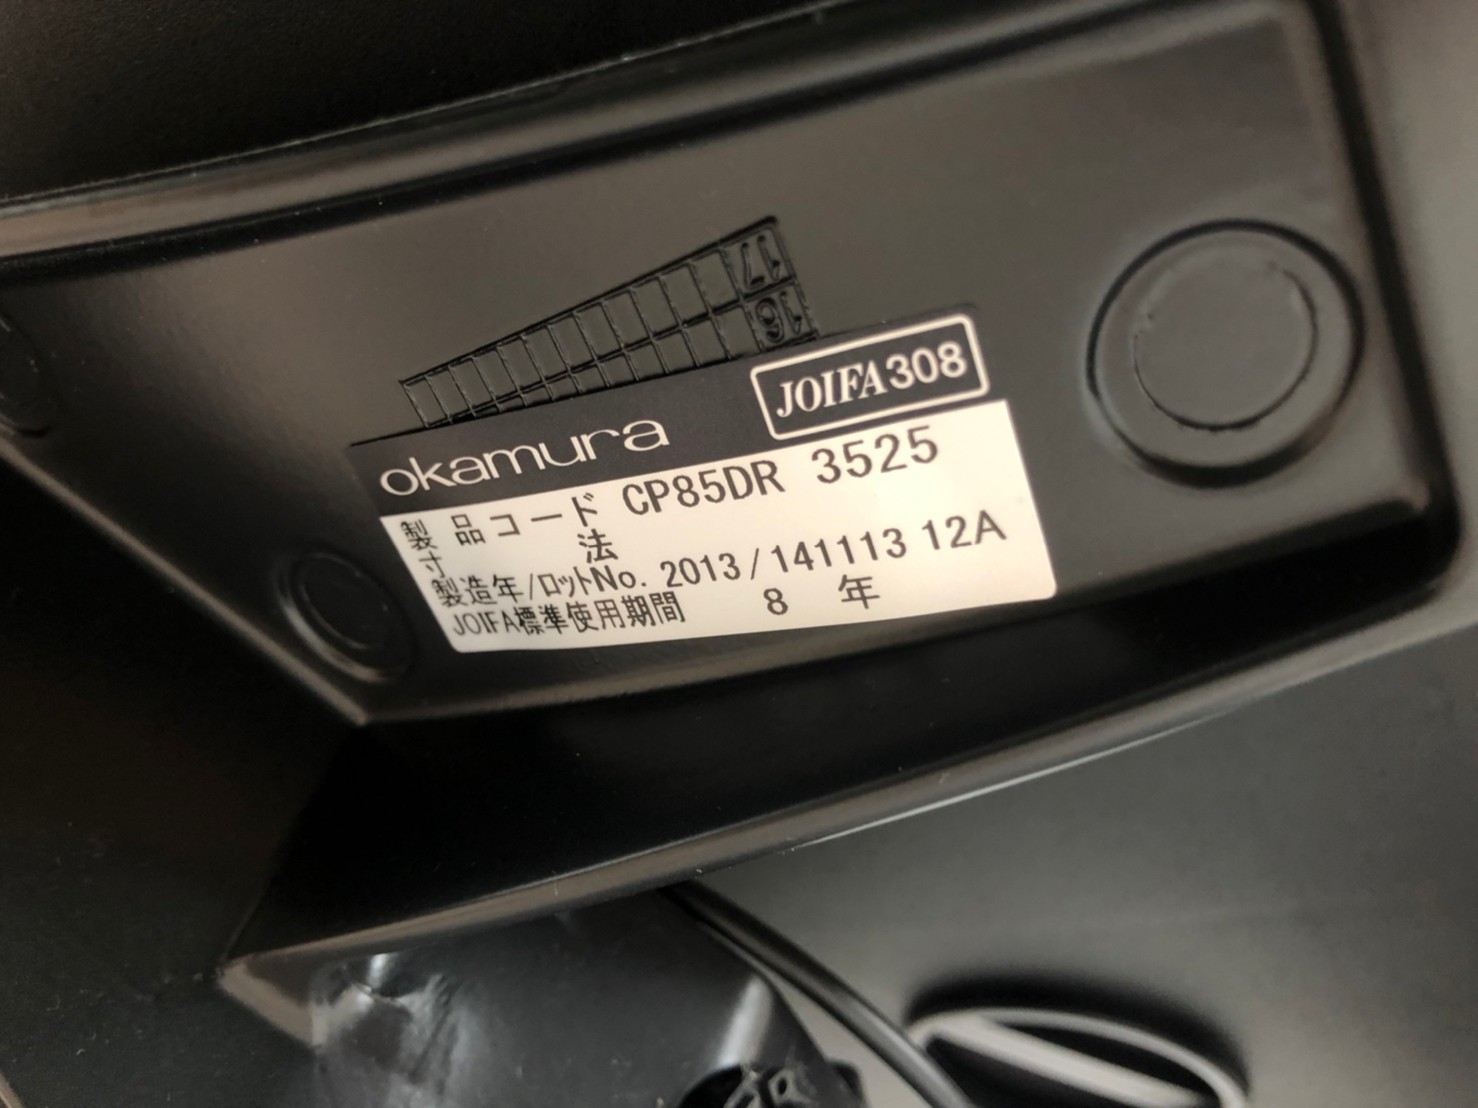 17
16
okamura JOIFA308
製品コード CP85DR 3525
寸法
製造年/ロットNo. 2013/141113 12A
JOIFA標準使用期間 8 年